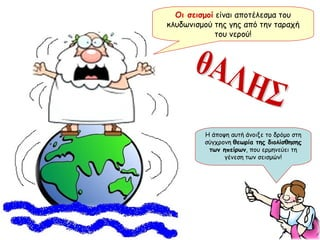 Οι σεισμοί είναι αποτέλεσμα του
κλυδωνισμού της γης από την ταραχή
του νερού!
θΑΛΗΣ
Η άποψη αυτή άνοιξε το δρόμο στη
σύγχρονη θεωρία της διολίσθησης
των ηπείρων, που ερμηνεύει τη
γένεση των σεισμών!